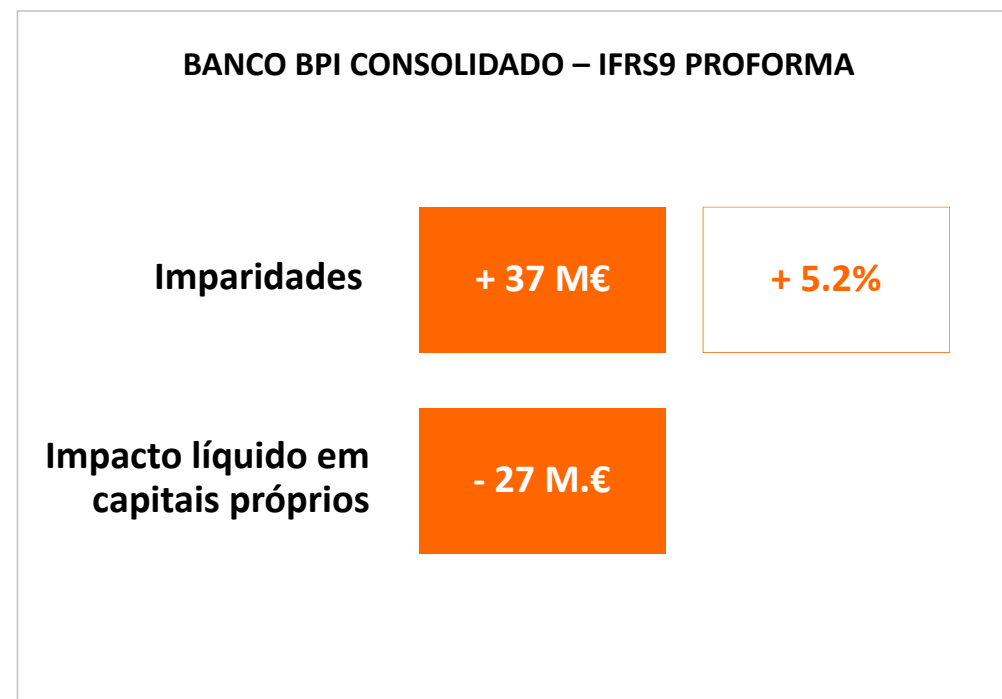 BANCO BPI CONSOLIDADO – IFRS9 PROFORMA
Imparidades
+ 37 M€
+ 5.2%
Impacto líquido em
capitais próprios
- 27 M.€